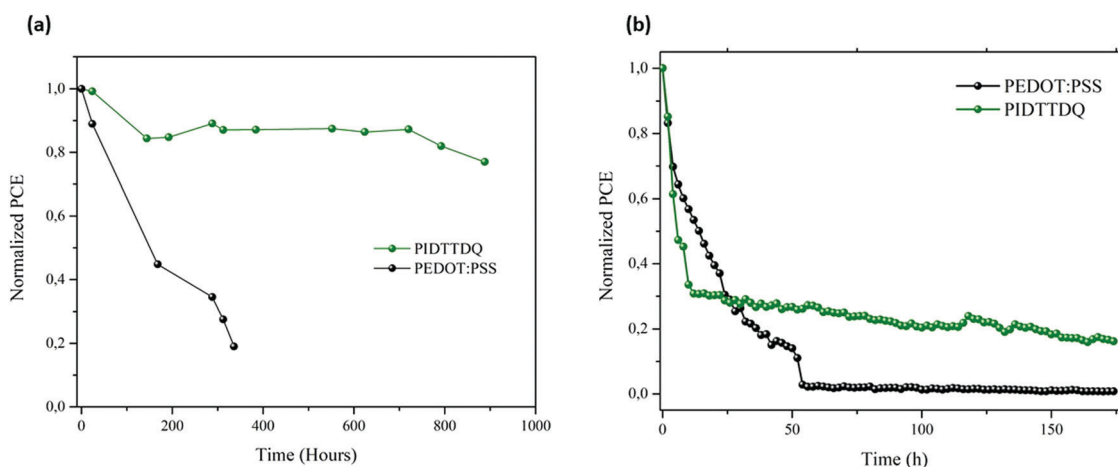 (a)
1,0
0,8
0,6
0,4
0,2
0,0
Normalized PCE
PIDTTDQ
PEDOT:PSS
0
200
400
600
800
1000
Time (Hours)
(b)
1,0
0,8
0,6
0,4
0,2
0,0
Normalized PCE
PEDOT:PSS
PIDTTDQ
0
50
100
150
Time (h)